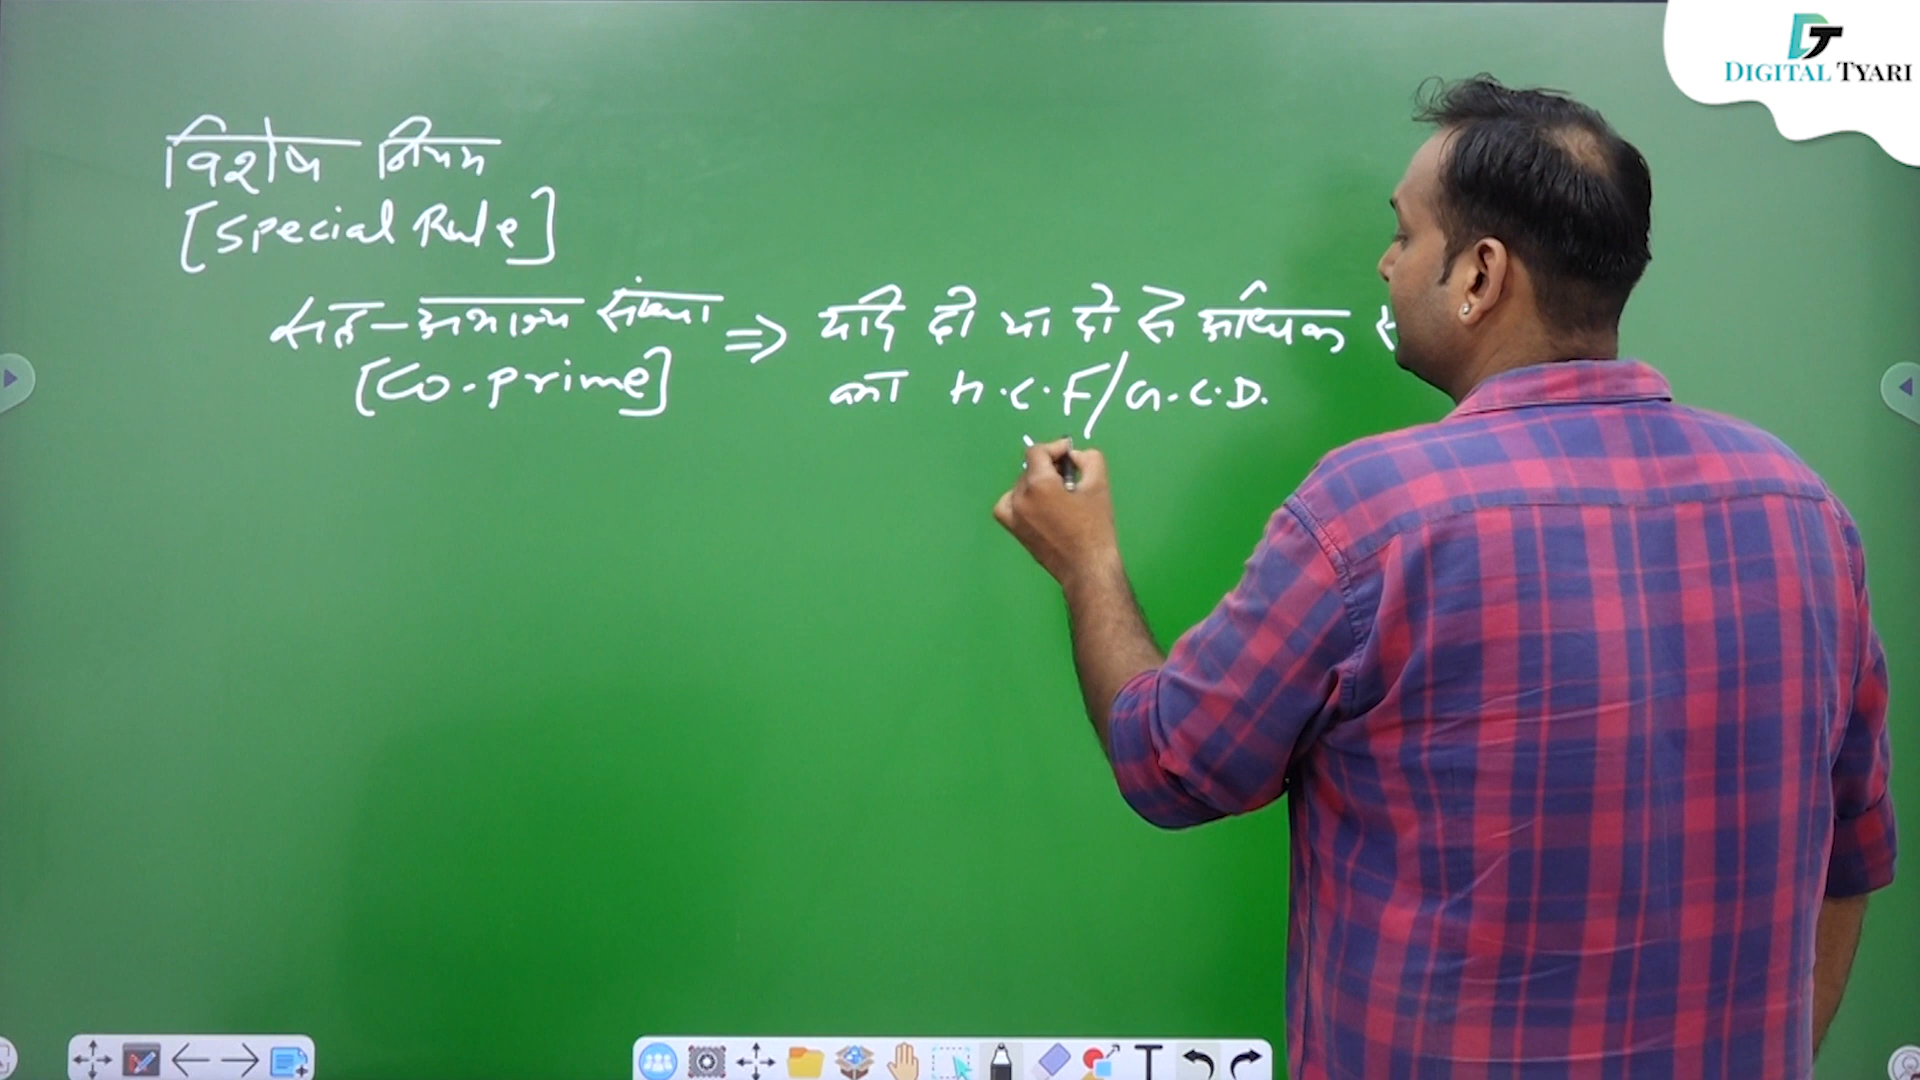 DIGITAL TYARI
विशेष नियम
[Special Rule]
सह-अभाज्य संख्या ⇒ यदि दो या दो से अधिक
[Co-prime]
का H.C.F/G.C.D.